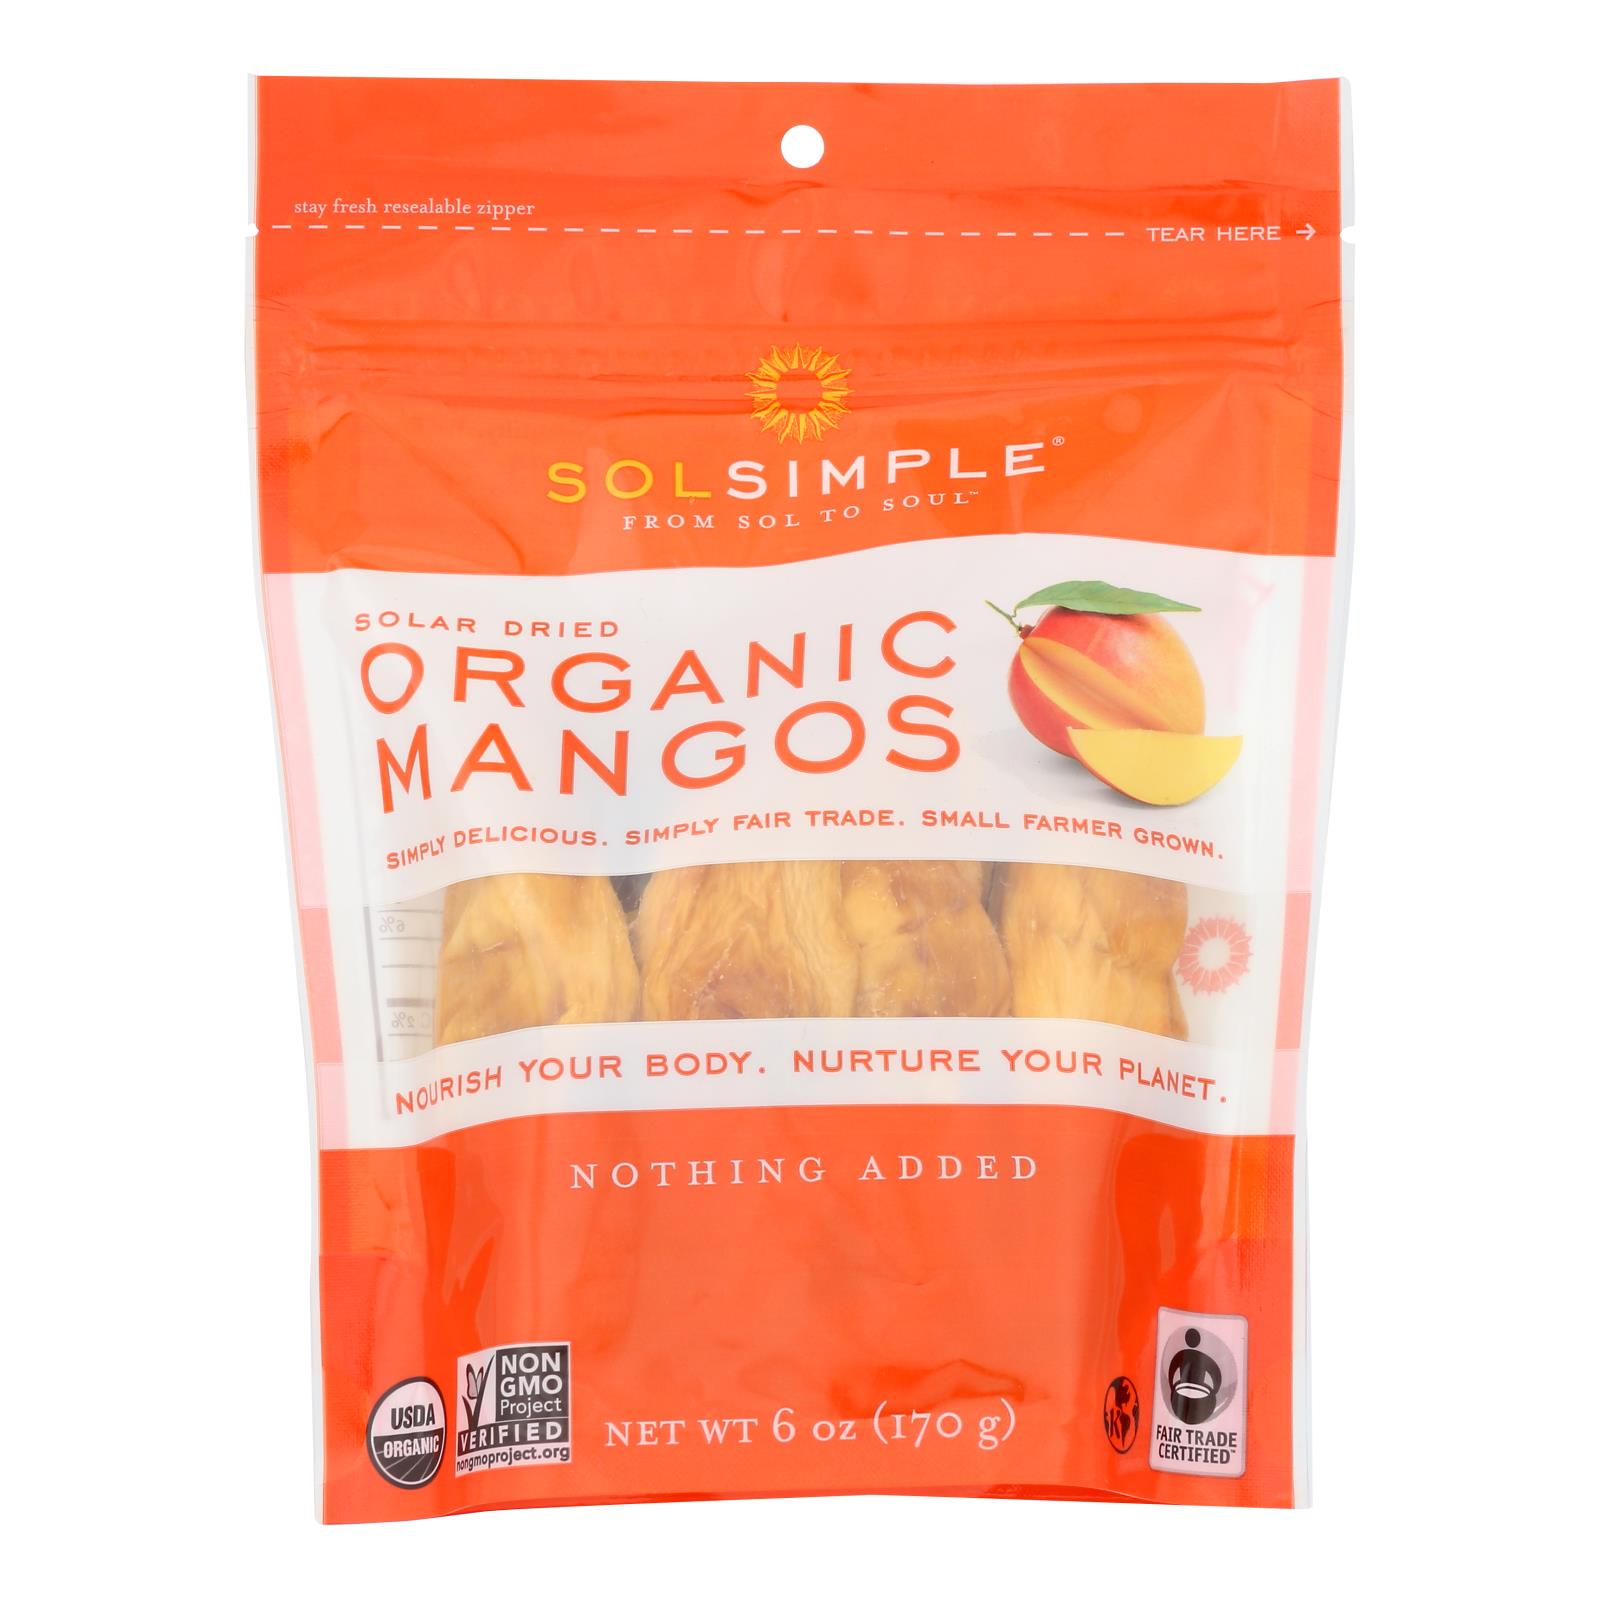 stay fresh resealable zipper
TEAR HERE →
SOLSIMPLE®
FROM SOL TO SOUL™
SOLAR DRIED
ORGANIC
MANGOS
SIMPLY DELICIOUS. SIMPLY FAIR TRADE. SMALL FARMER GROWN.
6%
C 2%
NOURISH YOUR BODY. NURTURE YOUR PLANET.
NOTHING ADDED
NON
GMO
Project
VERIFIED
nongmoproject.org
USDA
ORGANIC
NET WT 6 oz (170 g)
K
FAIR TRADE
CERTIFIED™